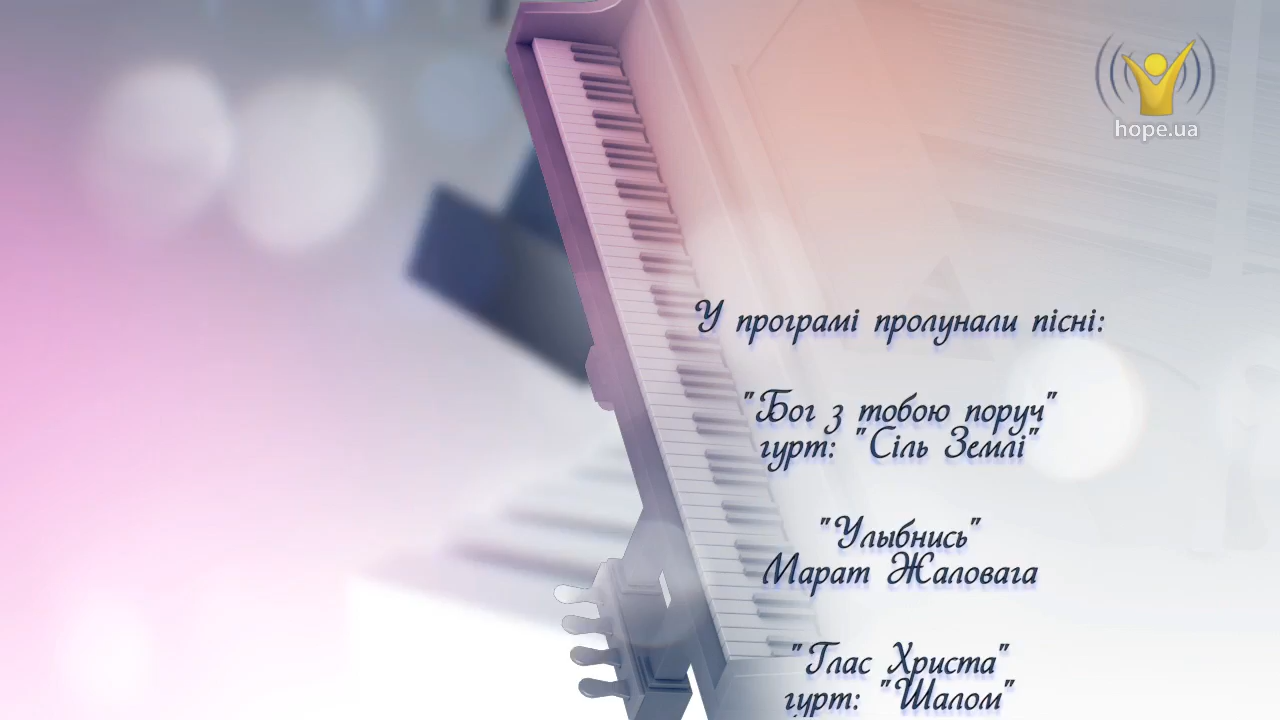 hope.ua
У програмі пролунали пісні:
"Бог з тобою поруч"
гурт: "Сіль Землі"
"Улыбнись"
Марат Жаловага
"Глас Христа"
гурт: "Шалом"